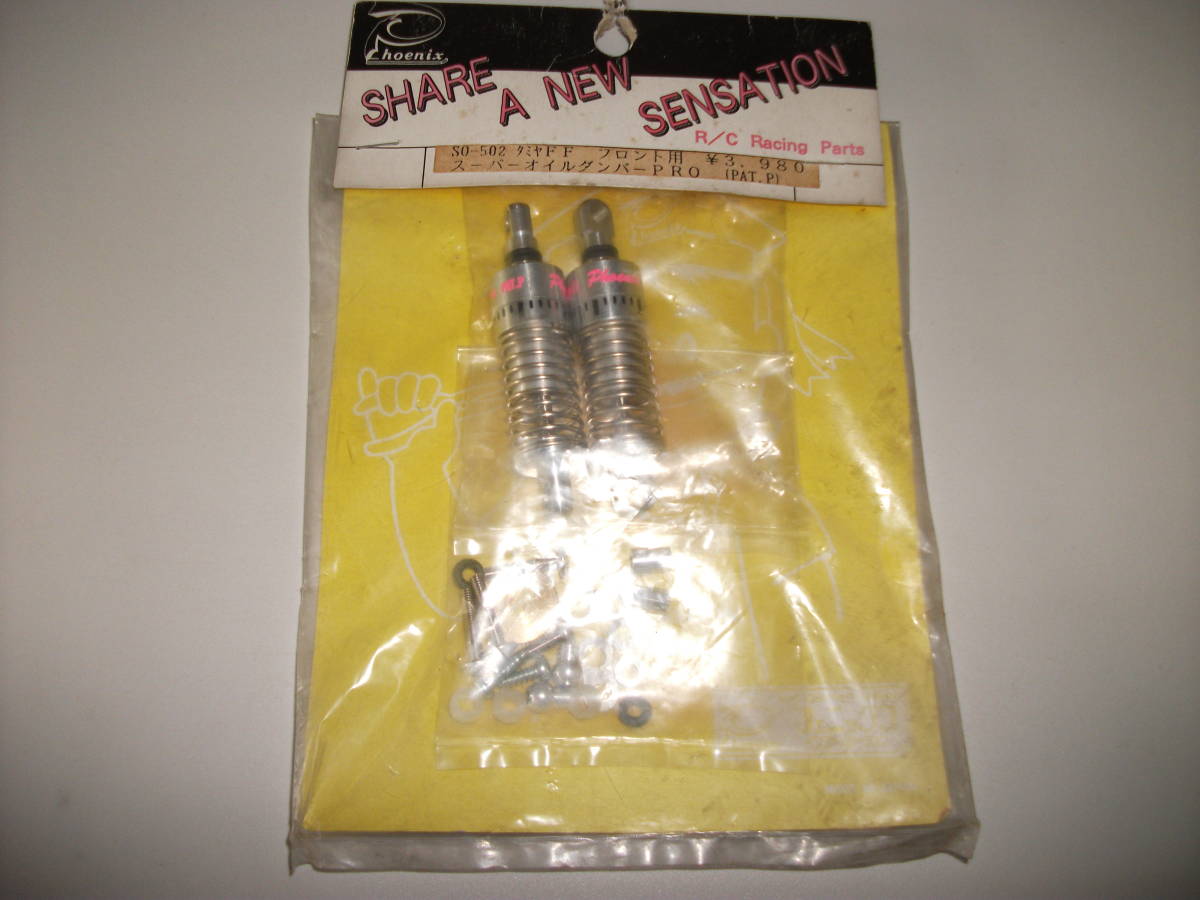 Phoenix
SHARE
A NEW
SENSATION
R/C Racing Parts
SO-502 タミヤFF フロント用 ¥3,980
スーパーオイルダンパーPRO (PAT.P)
Phoenix